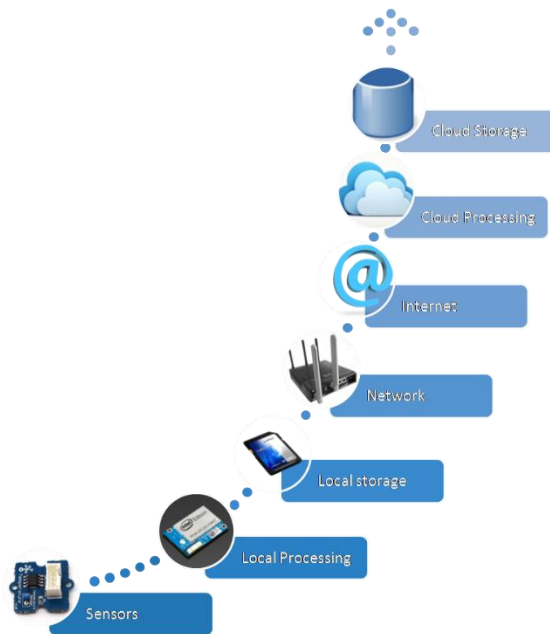 Cloud Storage
Cloud Processing
Internet
Network
Local storage
Local Processing
Sensors